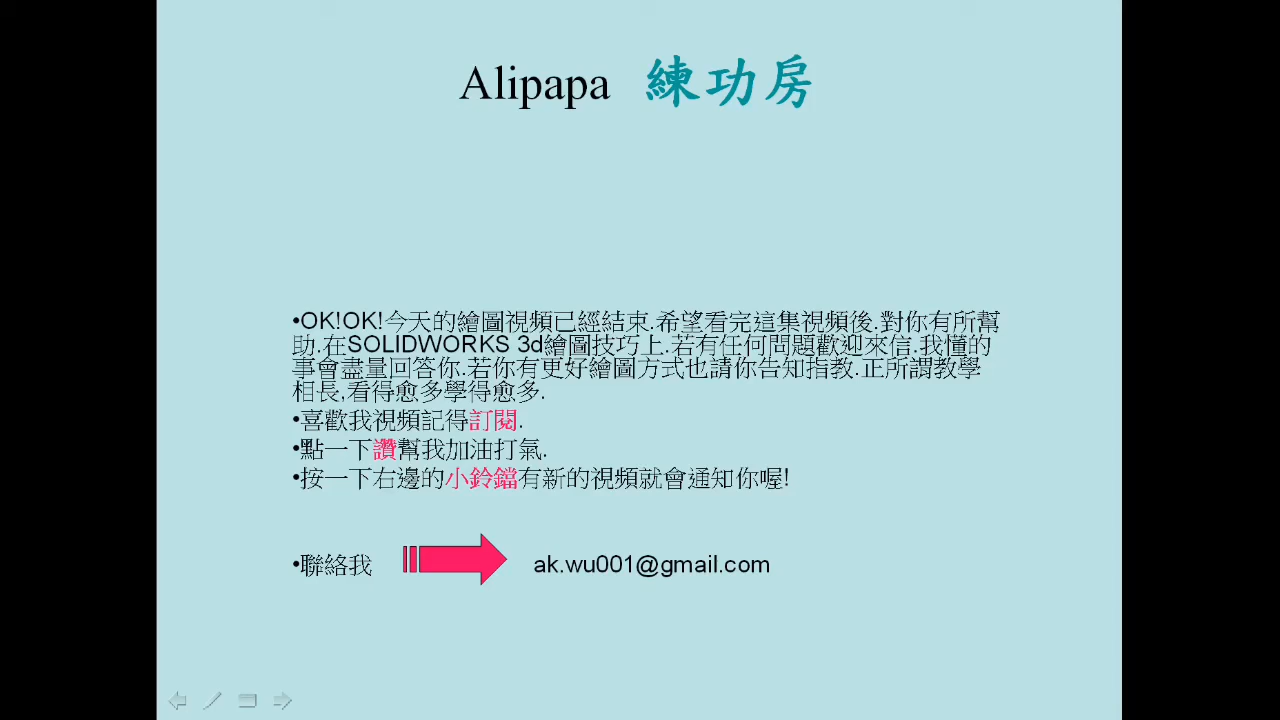 Alipapa 練功房
•OK!OK!今天的繪圖視頻已經結束.希望看完這集視頻後.對你有所幫
助.在SOLIDWORKS 3d繪圖技巧上.若有任何問題歡迎來信.我懂的
事會盡量回答你.若你有更好繪圖方式也請你告知指教.正所謂教學
相長,看得愈多學得愈多.
•喜歡我視頻記得訂閱.
•點一下讚幫我加油打氣.
•按一下右邊的小鈴鐺有新的視頻就會通知你喔!
•聯絡我 ak.wu001@gmail.com